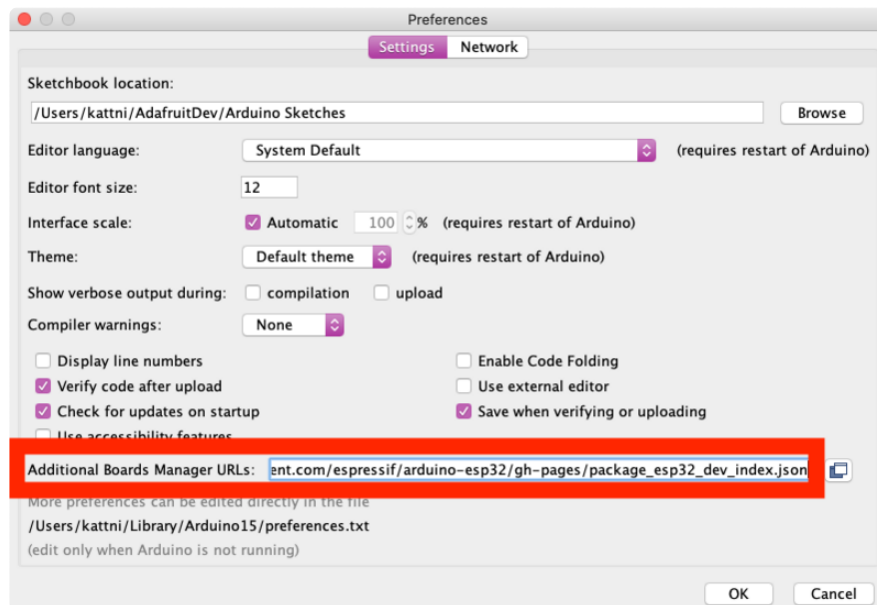 Preferences
Settings Network
Sketchbook location:
/Users/kattni/AdafruitDev/Arduino Sketches Browse
Editor language: System Default (requires restart of Arduino)
Editor font size: 12
Interface scale: Automatic 100 % (requires restart of Arduino)
Theme: Default theme (requires restart of Arduino)
Show verbose output during: compilation upload
Compiler warnings: None
Display line numbers Enable Code Folding
Verify code after upload Use external editor
Check for updates on startup Save when verifying or uploading
Use accessibility features
Additional Boards Manager URLs: ent.com/espressif/arduino-esp32/gh-pages/package_esp32_dev_index.json
More preferences can be edited directly in the file
/Users/kattni/Library/Arduino15/preferences.txt
(edit only when Arduino is not running)
OK Cancel